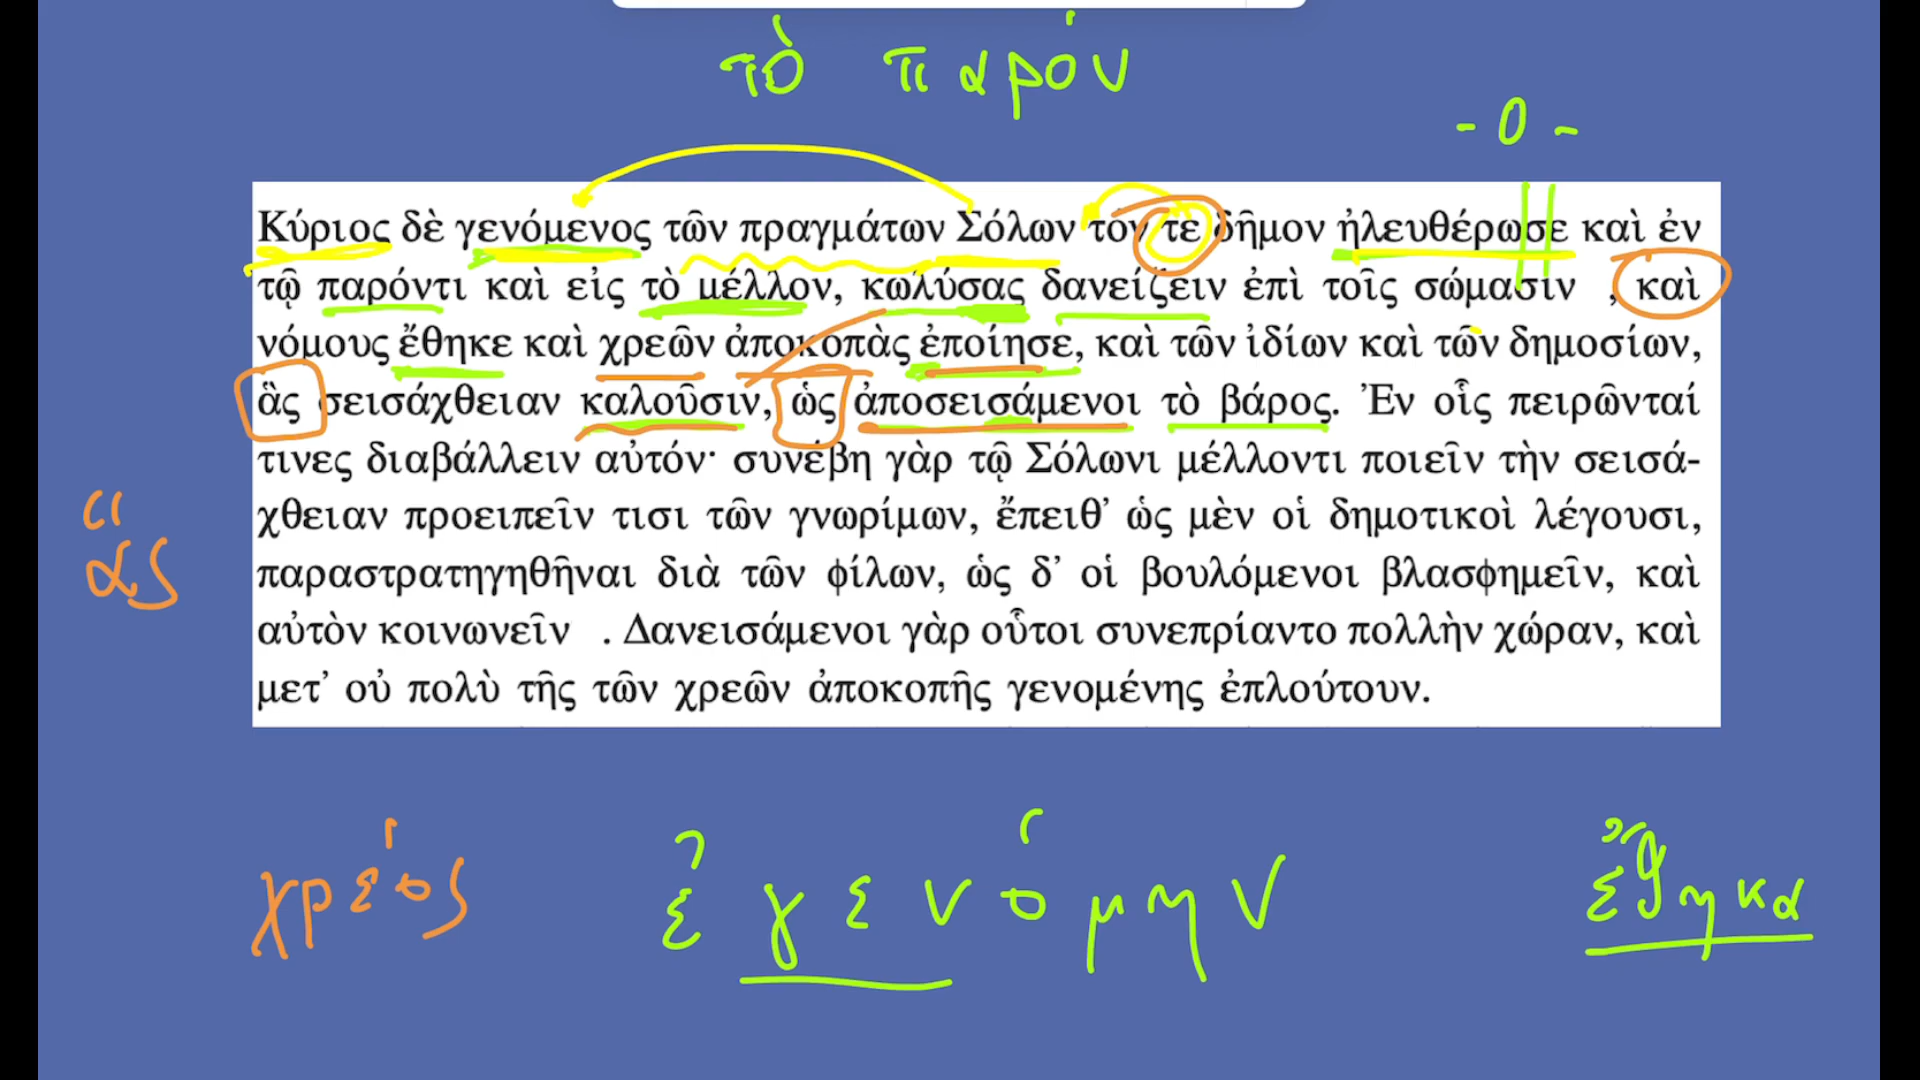 τὸ παρόν
- ο -
Κύριος δὲ γενόμενος τῶν πραγμάτων Σόλων τόν τε δῆμον ἠλευθέρωσε καὶ ἐν
τῷ παρόντι καὶ εἰς τὸ μέλλον, κωλύσας δανείζειν ἐπὶ τοῖς σώμασιν , καὶ
νόμους ἔθηκε καὶ χρεῶν ἀποκοπὰς ἐποίησε, καὶ τῶν ἰδίων καὶ τῶν δημοσίων,
ἃς σεισάχθειαν καλοῦσιν, ὡς ἀποσεισάμενοι τὸ βάρος. Ἐν οἷς πειρῶνταί
τινες διαβάλλειν αὐτόν· συνέβη γὰρ τῷ Σόλωνι μέλλοντι ποιεῖν τὴν σεισά-
χθειαν προειπεῖν τισι τῶν γνωρίμων, ἔπειθ’ ὡς μὲν οἱ δημοτικοὶ λέγουσι,
παραστρατηγηθῆναι διὰ τῶν φίλων, ὡς δ’ οἱ βουλόμενοι βλασφημεῖν, καὶ
αὐτὸν κοινωνεῖν . Δανεισάμενοι γὰρ οὗτοι συνεπρίαντο πολλὴν χώραν, καὶ
μετ’ οὐ πολὺ τῆς τῶν χρεῶν ἀποκοπῆς γενομένης ἐπλούτουν.
ἃς
χρέος ἐγενόμην ἔθηκα